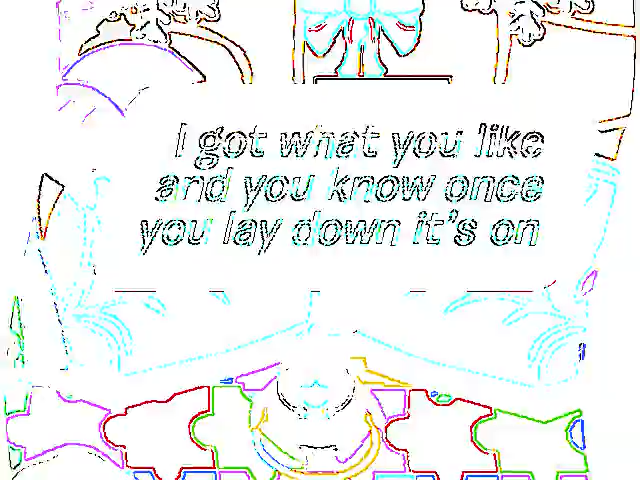 I got what you like
and you know once
you lay down it's on